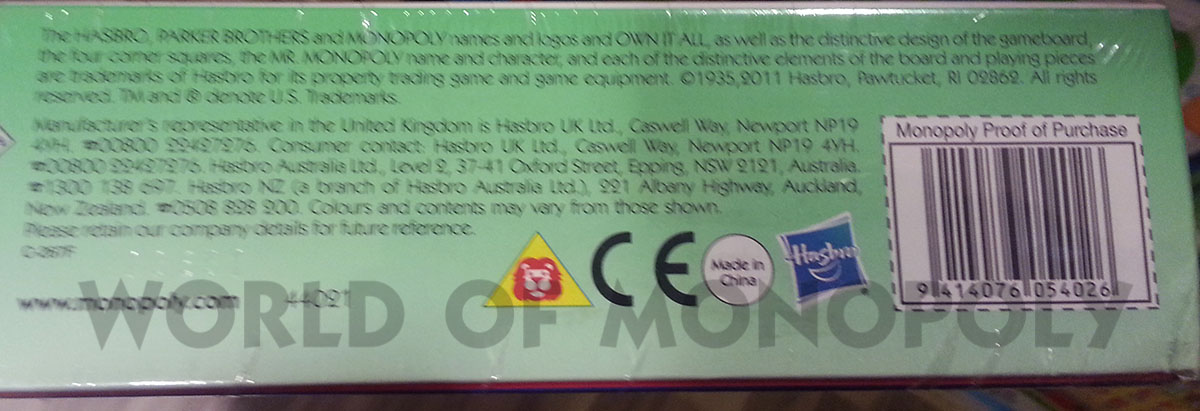 The HASBRO, PARKER BROTHERS and MONOPOLY names and logos and OWN IT ALL, as well as the distinctive design of the gameboard,
the four corner squares, the MR. MONOPOLY name and character, and each of the distinctive elements of the board and playing pieces
are trademarks of Hasbro for its property trading game and game equipment. ©1935,2011 Hasbro, Pawtucket, RI 02862. All rights
reserved. TM and ® denote U.S. Trademarks.
Manufacturer's representative in the United Kingdom is Hasbro UK Ltd., Caswell Way, Newport NP19
4YH. ☎00800 22427276. Consumer contact: Hasbro UK Ltd., Caswell Way, Newport NP19 4YH.
☎00800 22427276. Hasbro Australia Ltd., Level 2, 37-41 Oxford Street, Epping, NSW 2121, Australia.
☎1300 138 697. Hasbro NZ (a branch of Hasbro Australia Ltd.), 221 Albany Highway, Auckland,
New Zealand. ☎0508 828 200. Colours and contents may vary from those shown.
Please retain our company details for future reference.
www.monopoly.com 44021
CE
Made in
China
Hasbro
Monopoly Proof of Purchase
9 414076 054026
WORLD OF MONOPOLY